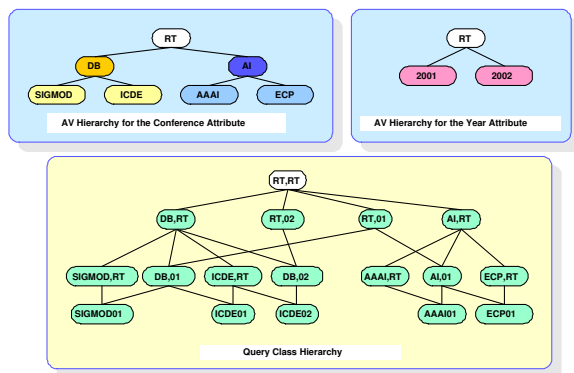 RT RT
DB AI 2001 2002
SIGMOD ICDE AAAI ECP
AV Hierarchy for the Conference Attribute AV Hierarchy for the Year Attribute
RT,RT
DB,RT RT,02 RT,01 AI,RT
SIGMOD,RT DB,01 ICDE,RT DB,02 AAAI,RT AI,01 ECP,RT
SIGMOD01 ICDE01 ICDE02 AAAI01 ECP01
Query Class Hierarchy